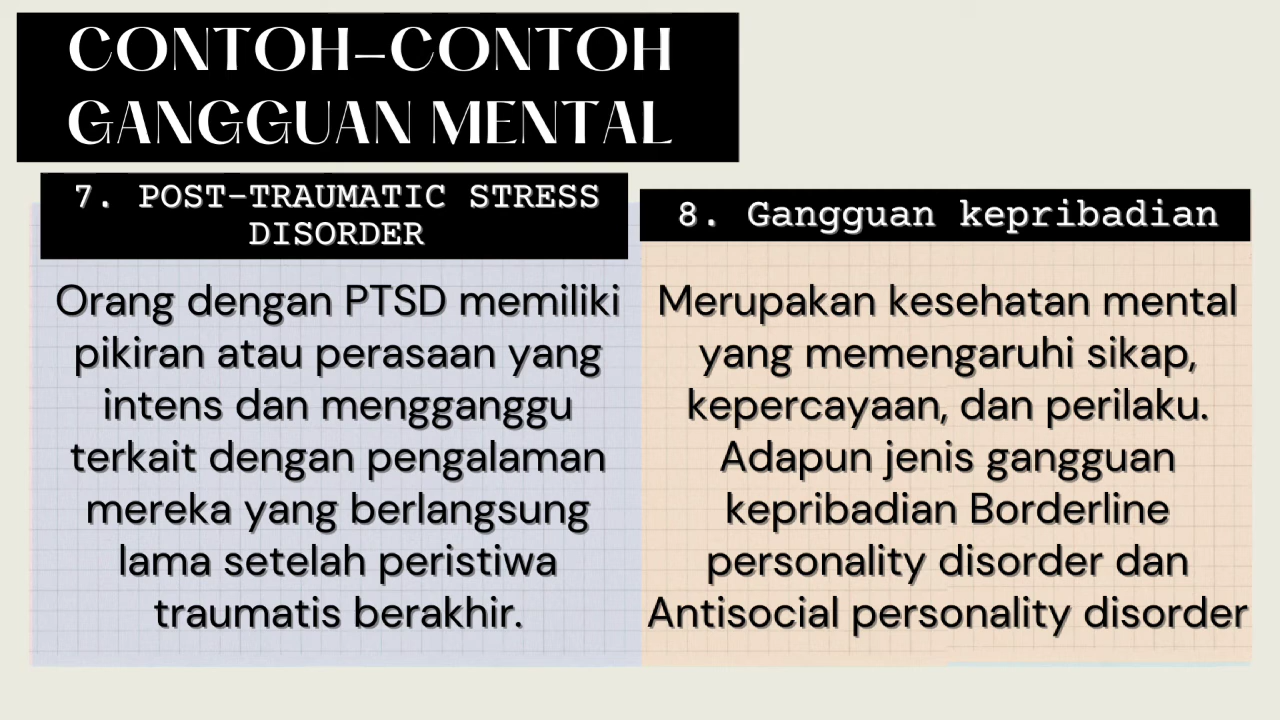 CONTOH-CONTOH
GANGGUAN MENTAL
7. POST-TRAUMATIC STRESS
DISORDER
Orang dengan PTSD memiliki
pikiran atau perasaan yang
intens dan mengganggu
terkait dengan pengalaman
mereka yang berlangsung
lama setelah peristiwa
traumatis berakhir.
8. Gangguan kepribadian
Merupakan kesehatan mental
yang memengaruhi sikap,
kepercayaan, dan perilaku.
Adapun jenis gangguan
kepribadian Borderline
personality disorder dan
Antisocial personality disorder